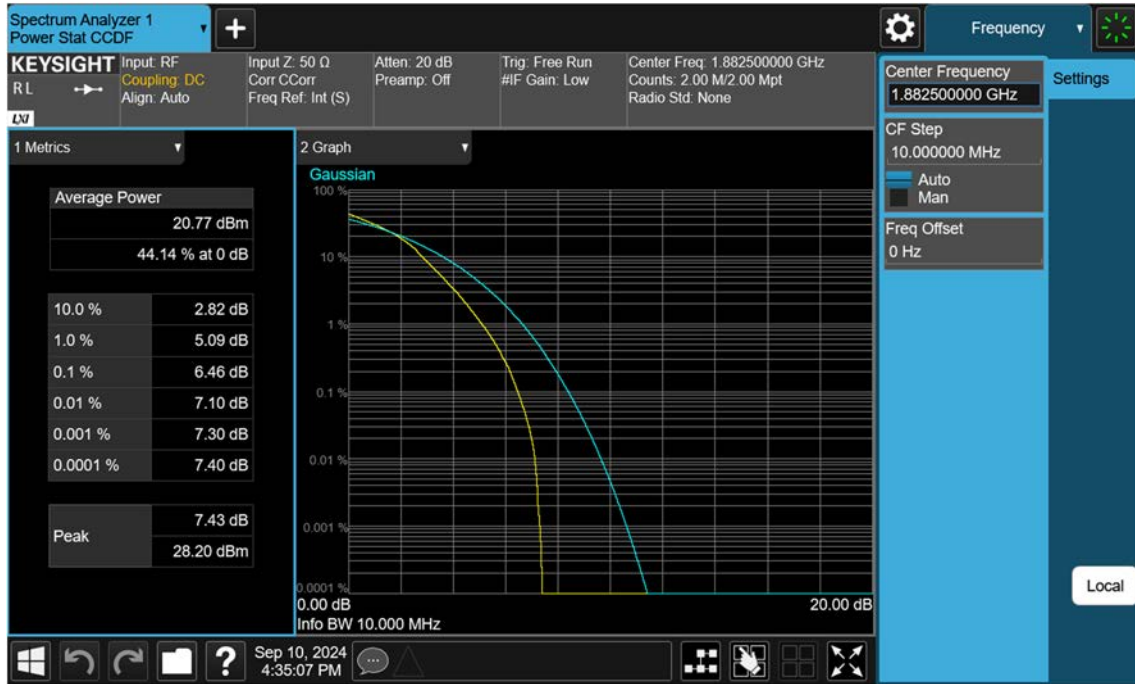 Spectrum Analyzer 1
Power Stat CCDF
+
Frequency
KEYSIGHT
RL
LXI
Input: RF
Coupling: DC
Align: Auto
Input Z: 50 Ω
Corr CCorr
Freq Ref: Int (S)
Atten: 20 dB
Preamp: Off
Trig: Free Run
#IF Gain: Low
Center Freq: 1.882500000 GHz
Counts: 2.00 M/2.00 Mpt
Radio Std: None
Center Frequency
1.882500000 GHz
Settings
CF Step
10.000000 MHz
Auto
Man
Freq Offset
0 Hz
1 Metrics
Average Power
20.77 dBm
44.14 % at 0 dB
10.0 % 2.82 dB
1.0 % 5.09 dB
0.1 % 6.46 dB
0.01 % 7.10 dB
0.001 % 7.30 dB
0.0001 % 7.40 dB
Peak
7.43 dB
28.20 dBm
2 Graph
Gaussian
100 %
10 %
1 %
0.1 %
0.01 %
0.001 %
0.0001 %
0.00 dB 20.00 dB
Info BW 10.000 MHz
Local
?
Sep 10, 2024
4:35:07 PM